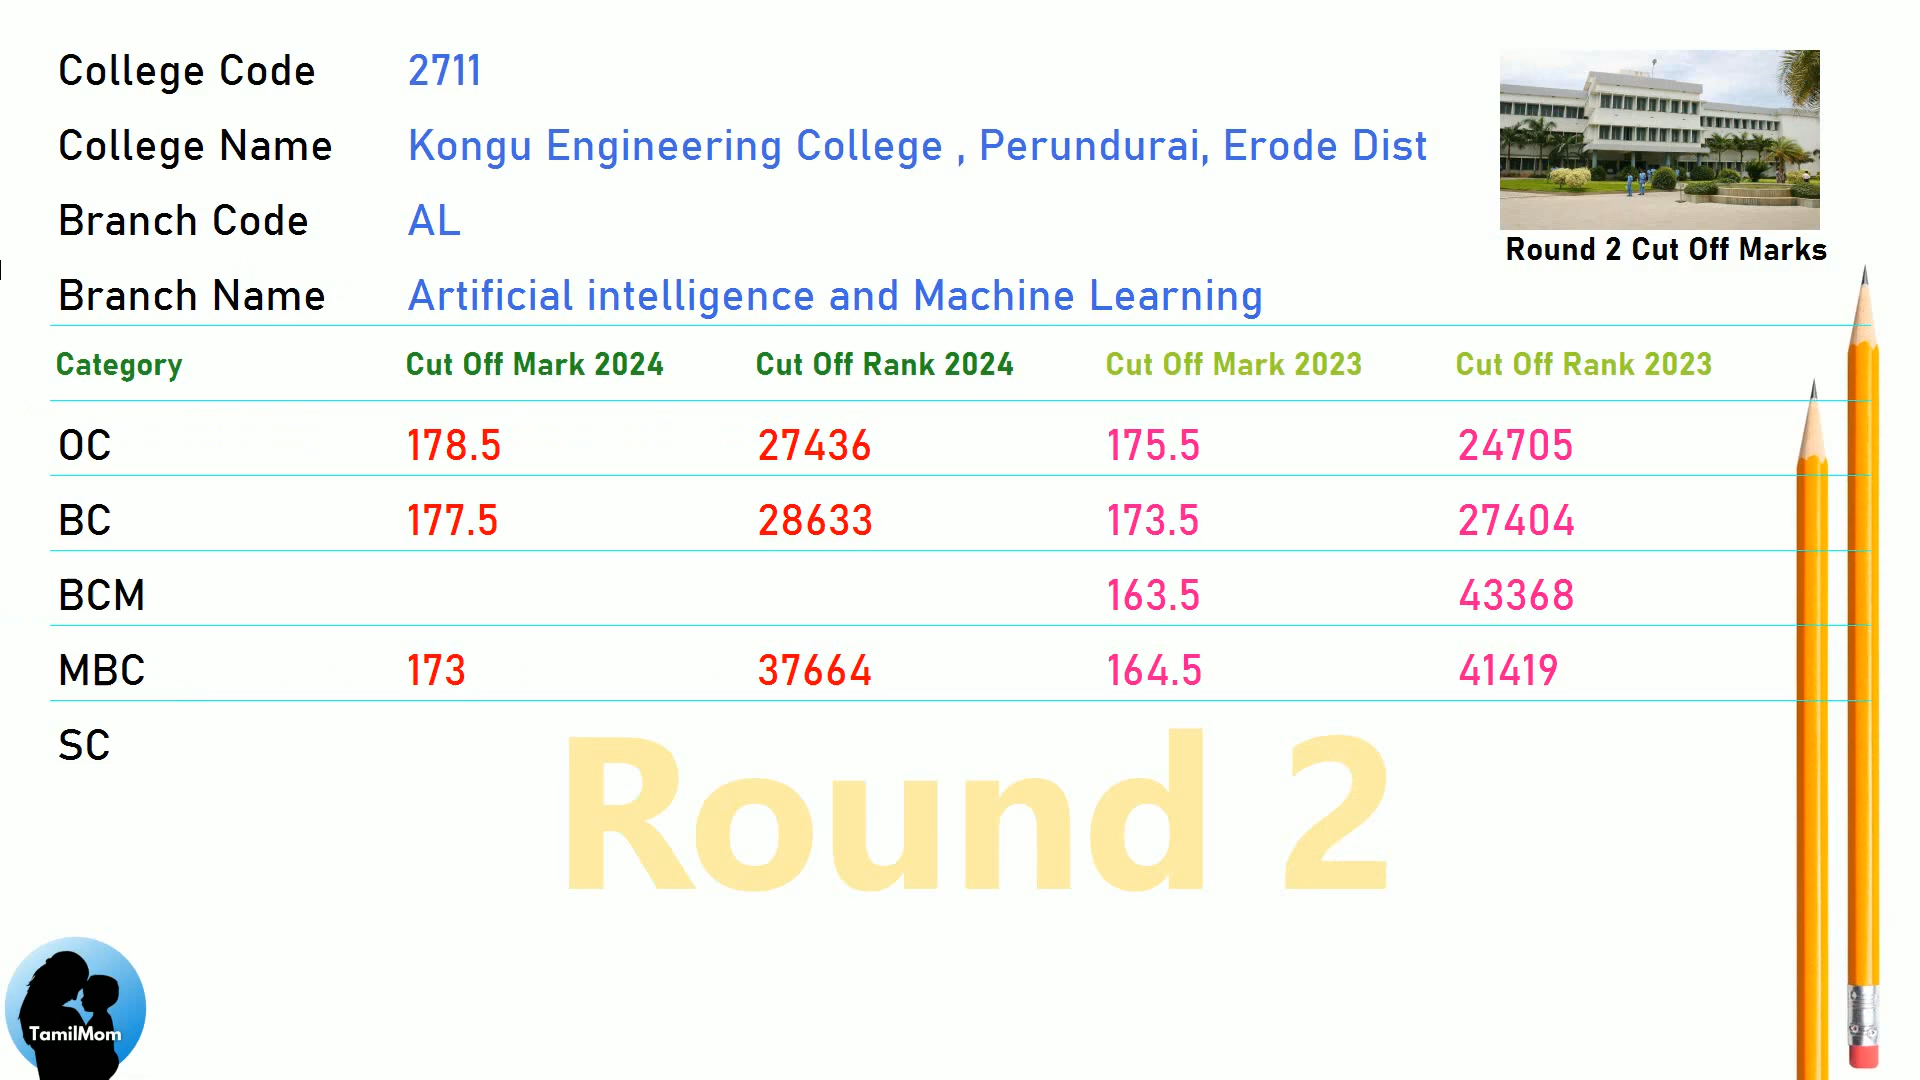 College Code 2711
College Name Kongu Engineering College , Perundurai, Erode Dist
Branch Code AL
Round 2 Cut Off Marks
Branch Name Artificial intelligence and Machine Learning
Category Cut Off Mark 2024 Cut Off Rank 2024 Cut Off Mark 2023 Cut Off Rank 2023
OC 178.5 27436 175.5 24705
BC 177.5 28633 173.5 27404
BCM 163.5 43368
MBC 173 37664 164.5 41419
SC
Round 2
TamilMom